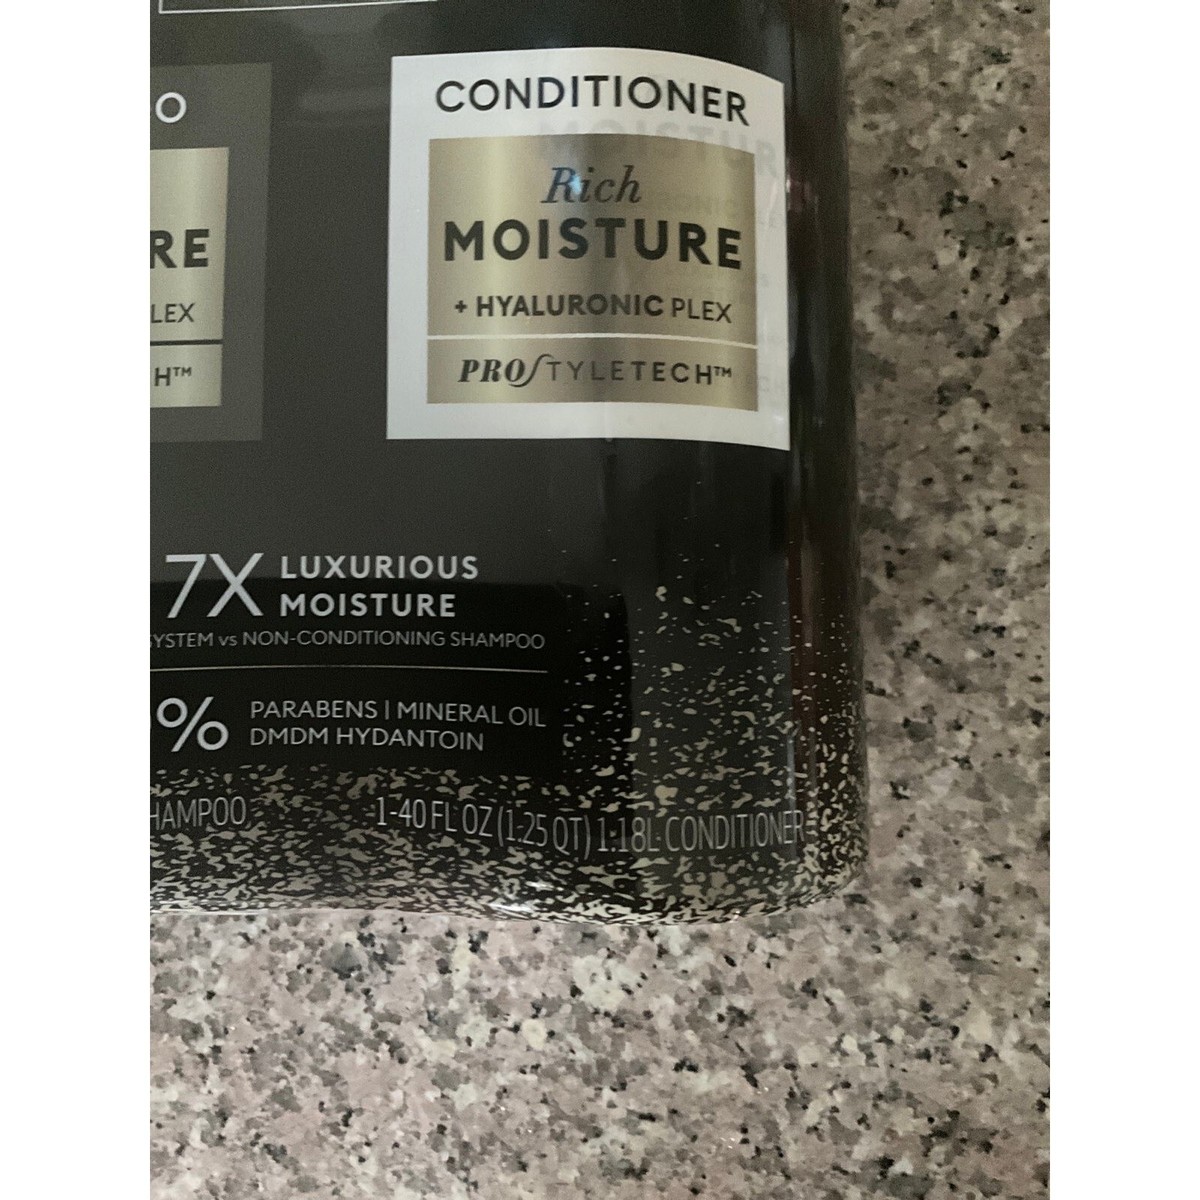 O
RE
LEX
H™
CONDITIONER
Rich
MOISTURE
+ HYALURONIC PLEX
PROSTYLETECH™
7X LUXURIOUS
MOISTURE
SYSTEM vs NON-CONDITIONING SHAMPOO
% PARABENS | MINERAL OIL
DMDM HYDANTOIN
HAMPOO
1-40 FL OZ (1.25 QT) 1.18L-CONDITIONER